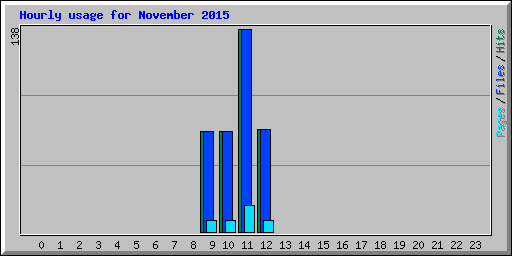 Hourly usage for November 2015
138
Pages/Files/Hits
0 1 2 3 4 5 6 7 8 9 10 11 12 13 14 15 16 17 18 19 20 21 22 23